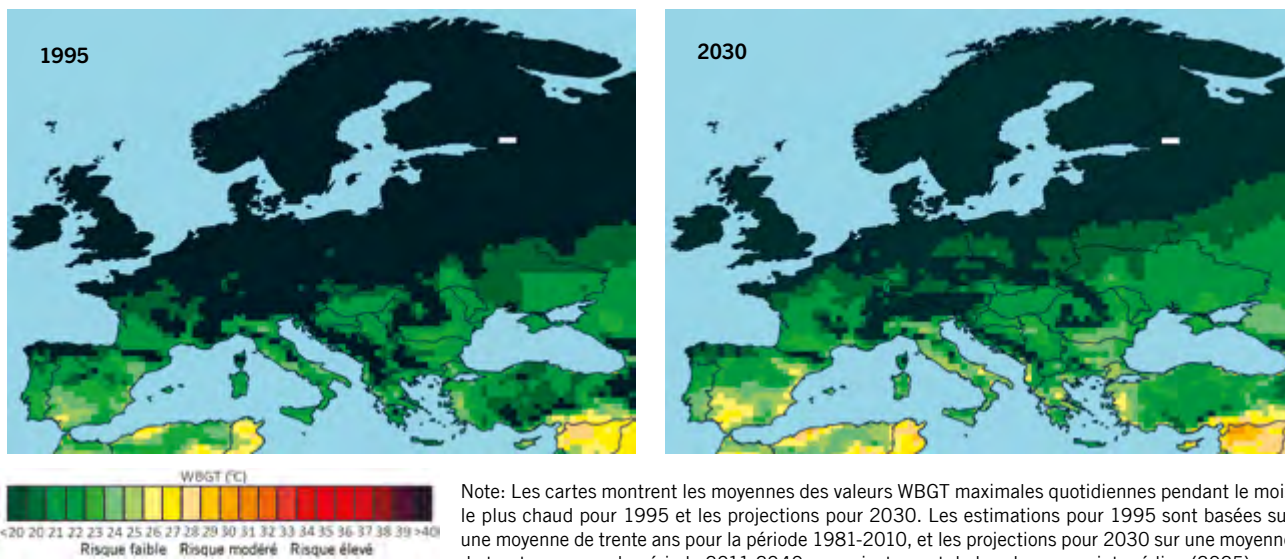 1995
2030
WBGT (°C)
<20 20 21 22 23 24 25 26 27 28 29 30 31 32 33 34 35 36 37 38 39 >40
Risque faible Risque modéré Risque élevé
Note: Les cartes montrent les moyennes des valeurs WBGT maximales quotidiennes pendant le moi
le plus chaud pour 1995 et les projections pour 2030. Les estimations pour 1995 sont basées su
une moyenne de trente ans pour la période 1981-2010, et les projections pour 2030 sur une moyenn